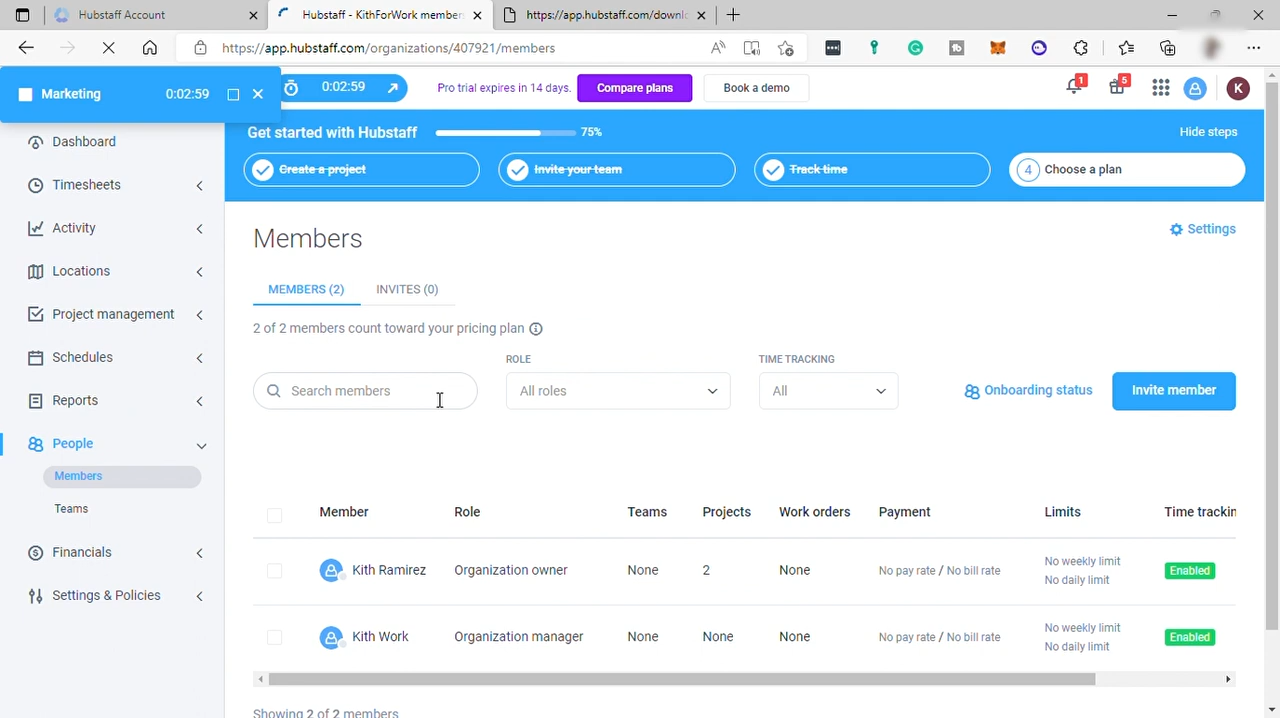 Hubstaff Account
Hubstaff - KithForWork member
https://app.hubstaff.com/downl
https://app.hubstaff.com/organizations/407921/members
Marketing 0:02:59
0:02:59
Pro trial expires in 14 days.
Compare plans
Book a demo
1
5
K
Get started with Hubstaff 75%
Hide steps
Create a project
Invite your team
Track time
4 Choose a plan
Dashboard
Timesheets
Activity
Locations
Project management
Schedules
Reports
People
Members
Teams
Financials
Settings & Policies
Members
Settings
MEMBERS (2) INVITES (0)
2 of 2 members count toward your pricing plan
ROLE TIME TRACKING
Search members
All roles
All
Onboarding status
Invite member
Member Role Teams Projects Work orders Payment Limits Time trackin
Kith Ramirez Organization owner None 2 None No pay rate / No bill rate No weekly limit Enabled
No daily limit
Kith Work Organization manager None None None No pay rate / No bill rate No weekly limit Enabled
No daily limit
Showing 2 of 2 members